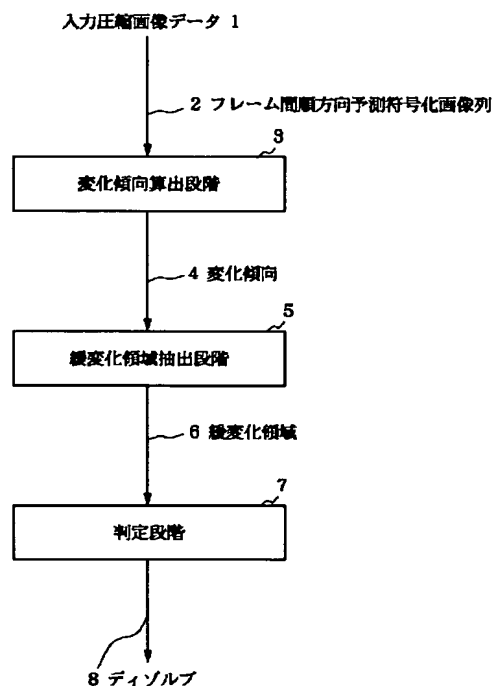 入力圧縮画像データ 1
2 フレーム間順方向予測符号化画像列
3
変化傾向算出段階
4 変化傾向
5
緩変化領域抽出段階
6 緩変化領域
7
判定段階
8 ディゾルブ